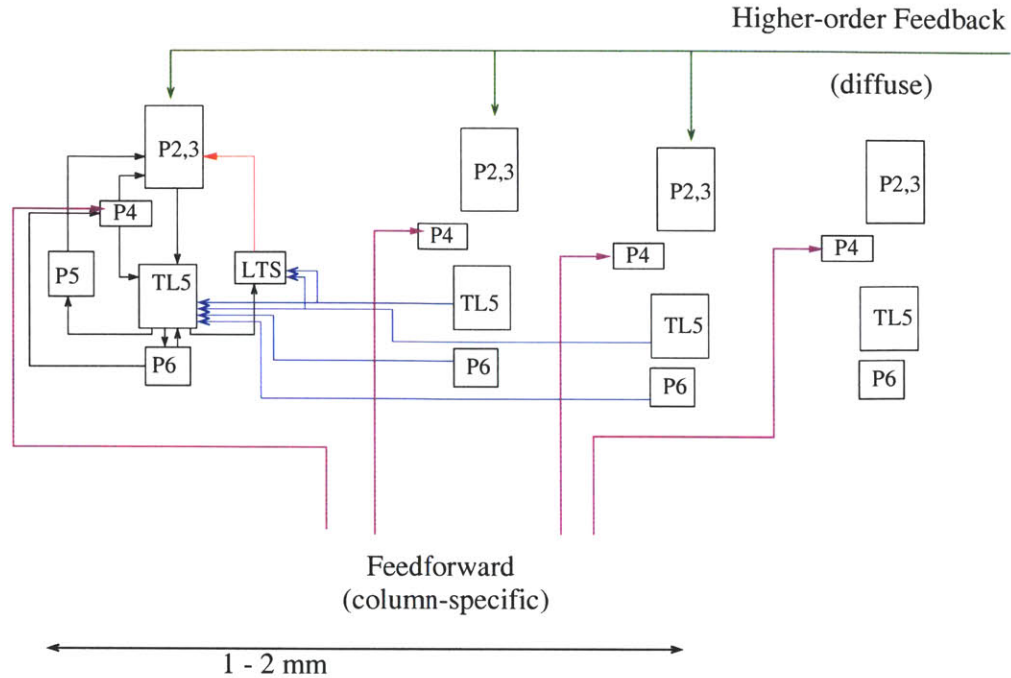 Higher-order Feedback
(diffuse)
P2,3
P4
P5
TL5
LTS
P6
P2,3
P4
TL5
P6
P2,3
P4
TL5
P6
P2,3
P4
TL5
P6
Feedforward
(column-specific)
1 - 2 mm